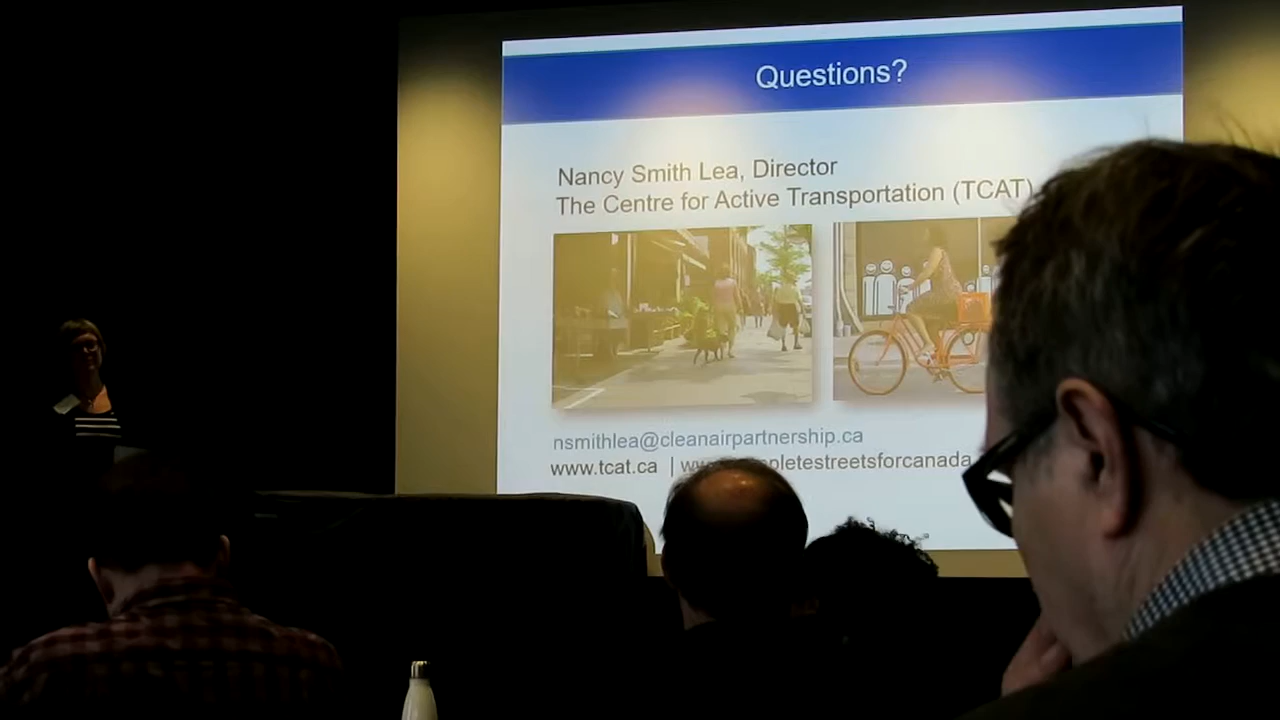 Questions?
Nancy Smith Lea, Director
The Centre for Active Transportation (TCAT)
nsmithlea@cleanairpartnership.ca
www.tcat.ca |